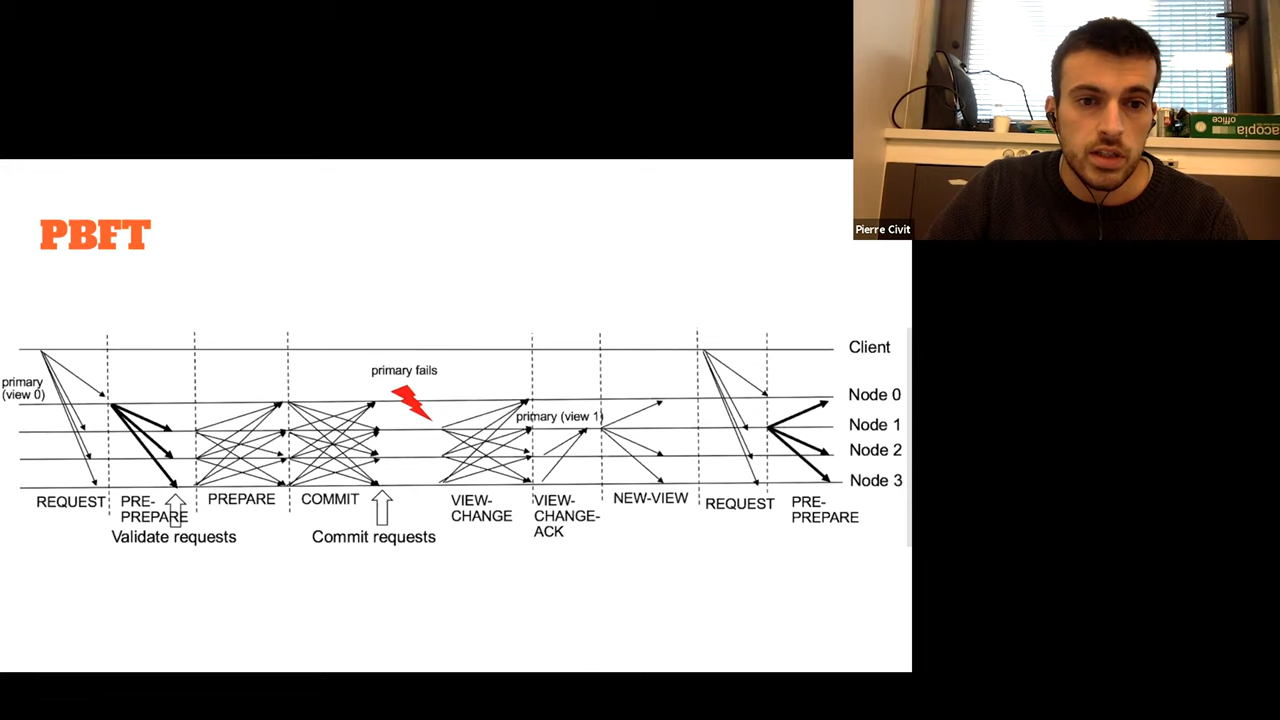 PBFT
primary
(view 0)
primary fails
primary (view 1)
Client
Node 0
Node 1
Node 2
Node 3
REQUEST
PRE-
PREPARE
PREPARE
COMMIT
VIEW-
CHANGE
VIEW-
CHANGE-
ACK
NEW-VIEW
REQUEST
PRE-
PREPARE
Validate requests
Commit requests
Pierre Civit
acopia
office